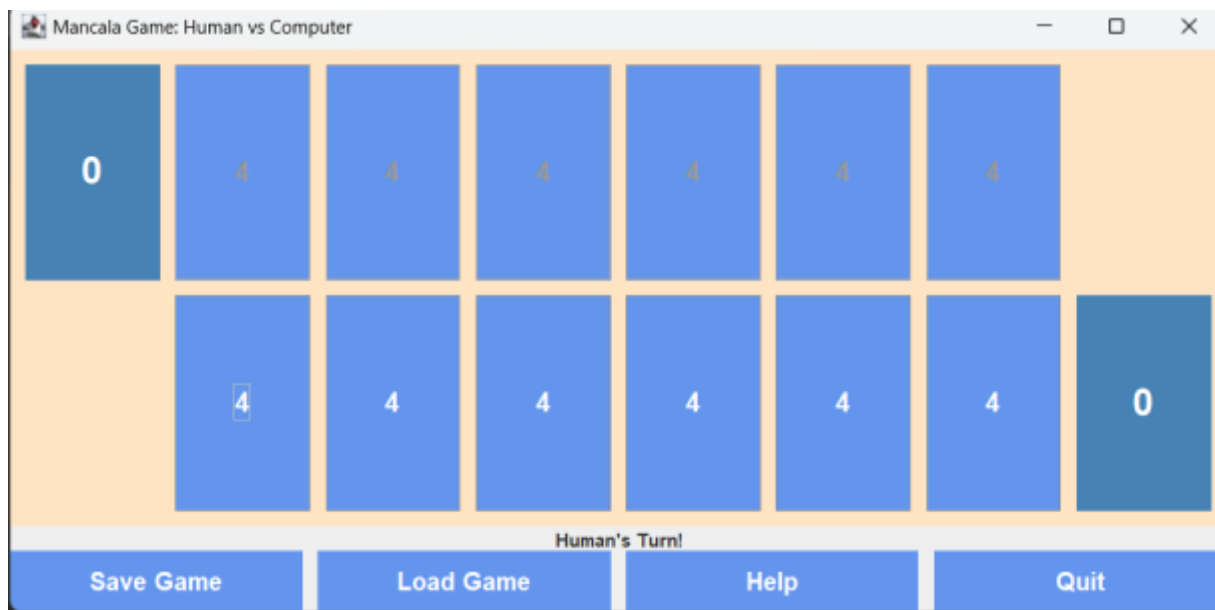 Mancala Game: Human vs Computer
0 4 4 4 4 4 4
4 4 4 4 4 4 0
Human's Turn!
Save Game Load Game Help Quit